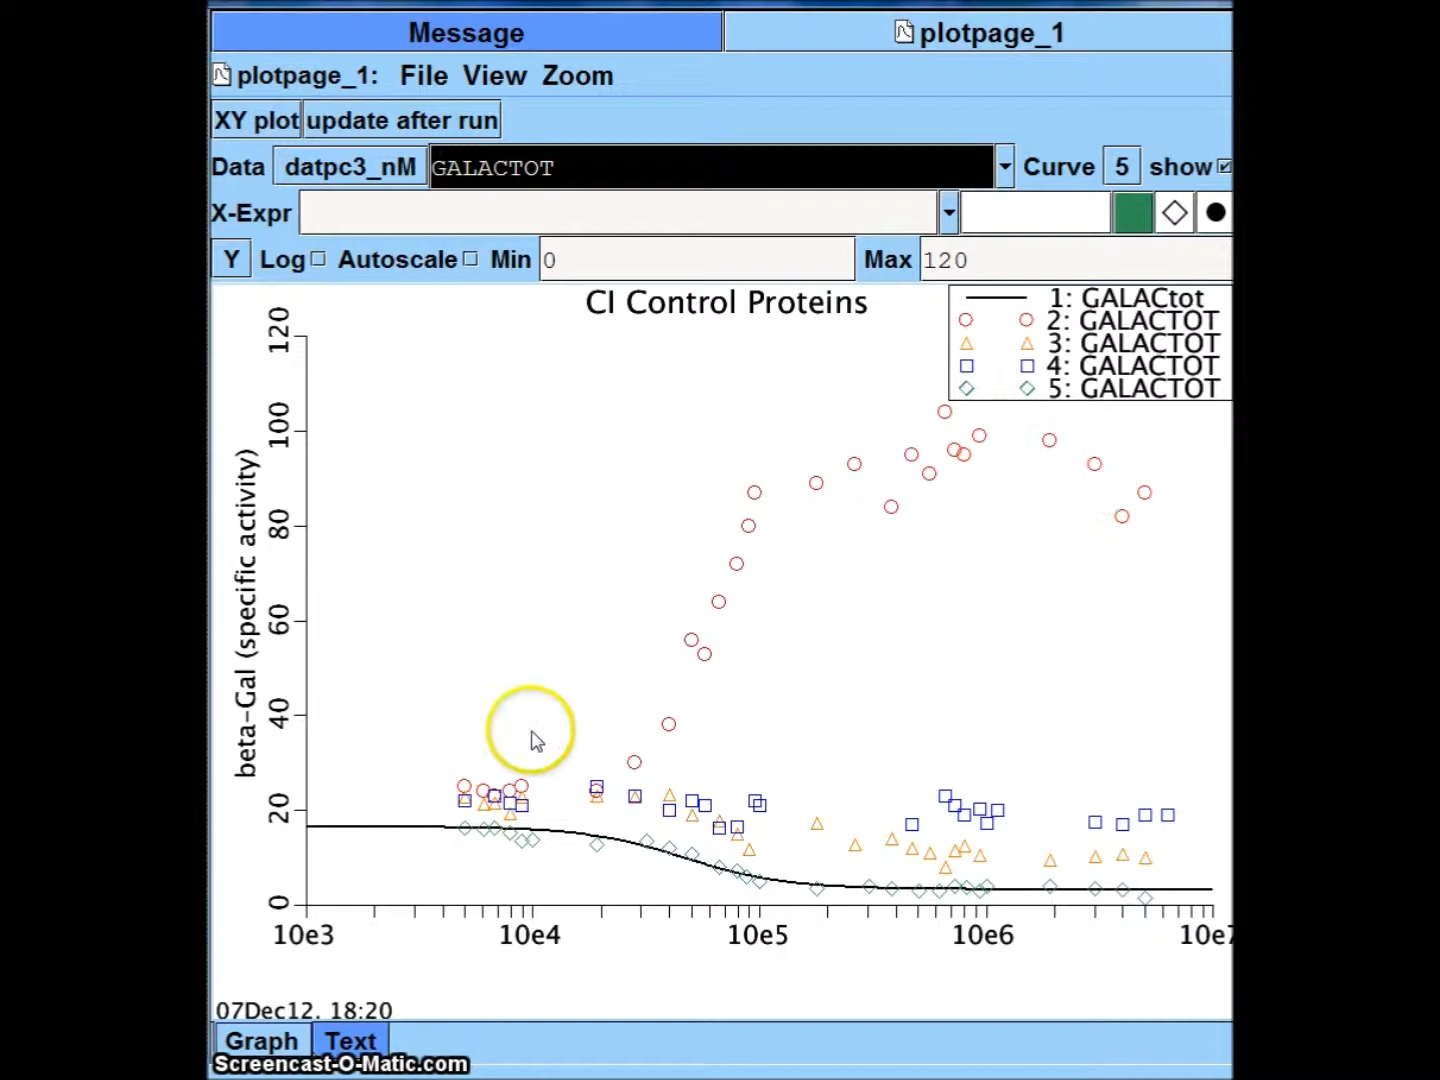 Message plotpage_1
plotpage_1: File View Zoom
XY plot update after run
Data datpc3_nM GALACTOT Curve 5 show
X-Expr
Y Log Autoscale Min 0 Max 120
CI Control Proteins
1: GALACtot
2: GALACTOT
3: GALACTOT
4: GALACTOT
5: GALACTOT
beta-Gal (specific activity)
120
100
80
60
40
20
0
10e3 10e4 10e5 10e6 10e7
07Dec12, 18:20
Graph Text
Screencast-O-Matic.com